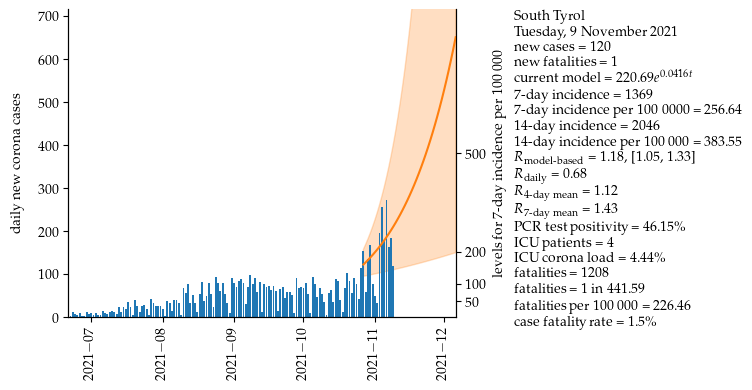 700
600
500
400
300
200
100
0
daily new corona cases
2021−07
2021−08
2021−09
2021−10
2021−11
2021−12
500
200
100
50
levels for 7-day incidence per 100 000
South Tyrol
Tuesday, 9 November 2021
new cases = 120
new fatalities = 1
current model = 220.69e^0.0416t
7-day incidence = 1369
7-day incidence per 100 0000 = 256.64
14-day incidence = 2046
14-day incidence per 100 000 = 383.55
R model-based = 1.18, [1.05, 1.33]
R daily = 0.68
R 4-day mean = 1.12
R 7-day mean = 1.43
PCR test positivity = 46.15%
ICU patients = 4
ICU corona load = 4.44%
fatalities = 1208
fatalities = 1 in 441.59
fatalities per 100 000 = 226.46
case fatality rate = 1.5%